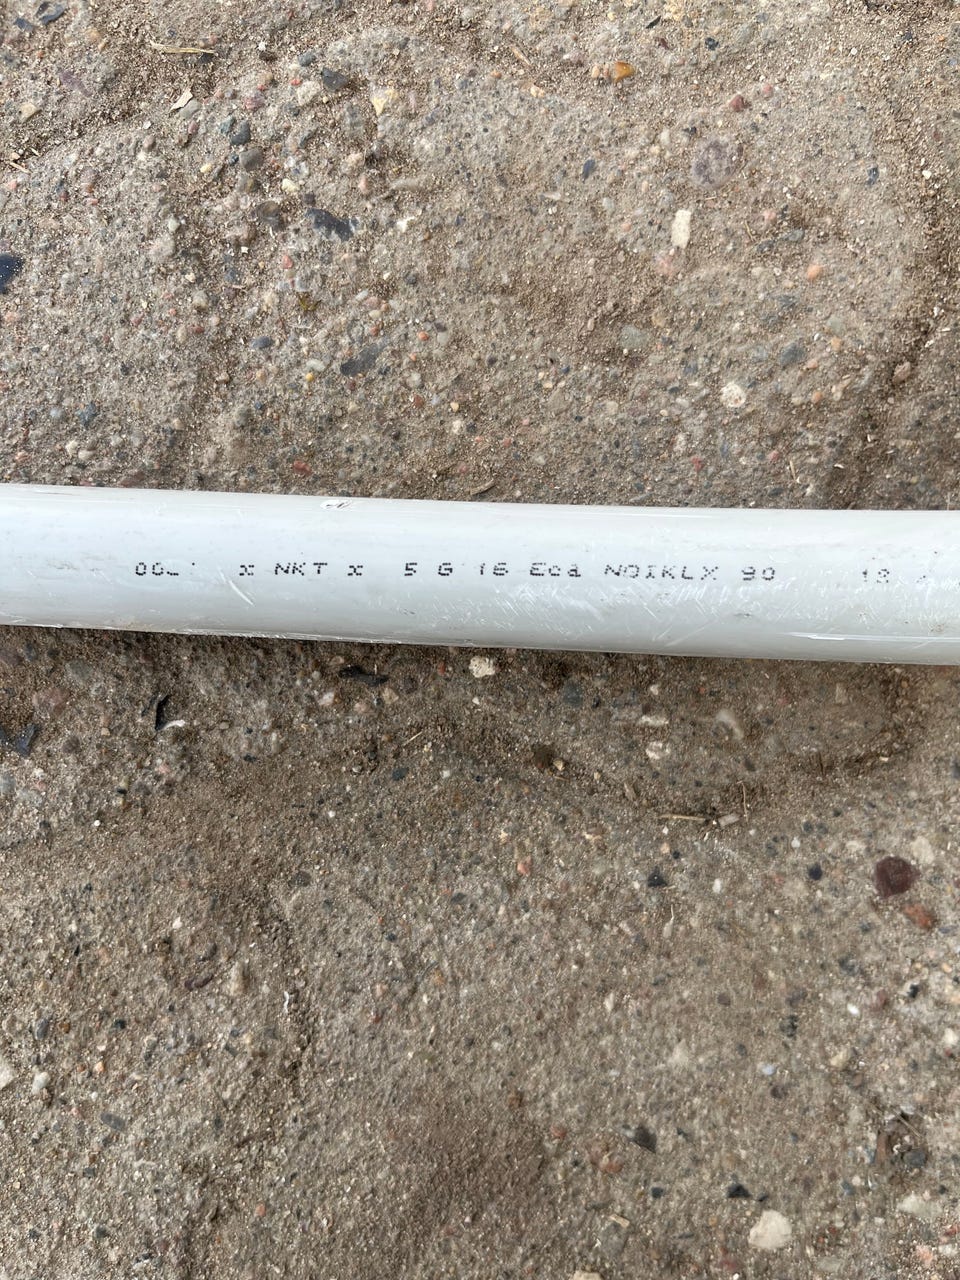 x NKT x 5 G 16 Eca NOIKLX 90